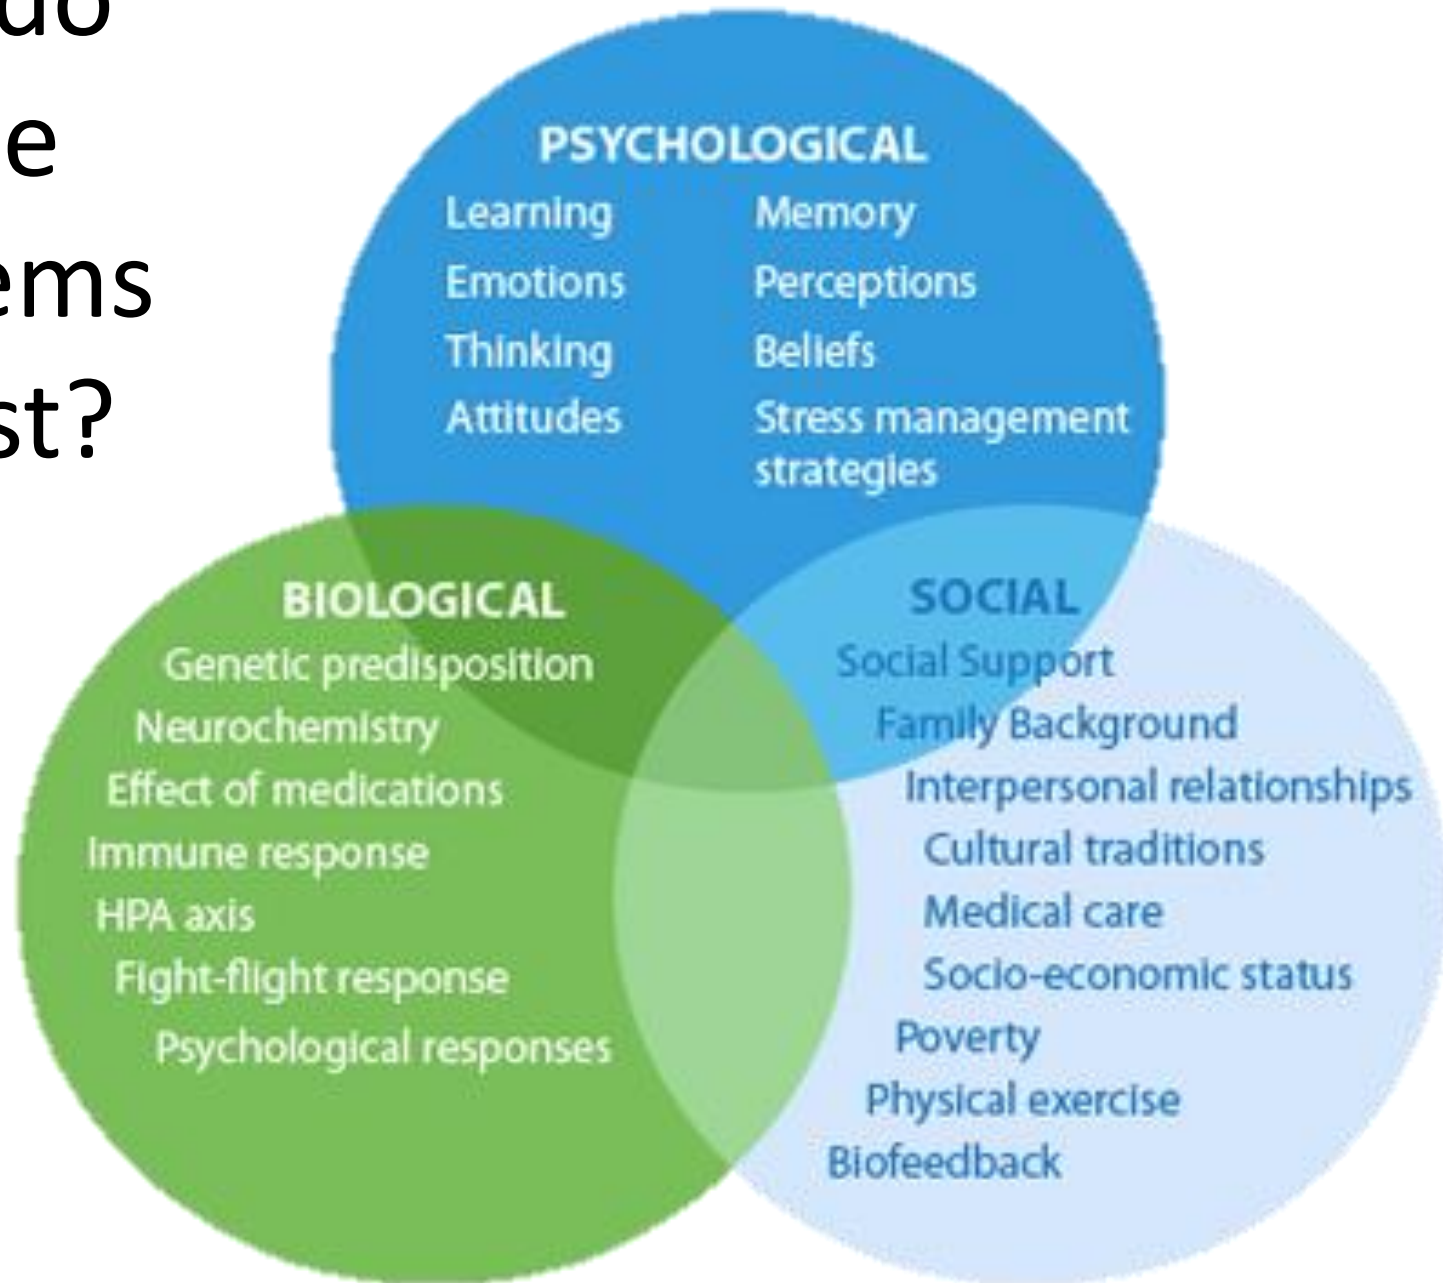 do
e
ems
st?
PSYCHOLOGICAL
Learning
Emotions
Thinking
Attitudes
Memory
Perceptions
Beliefs
Stress management
strategies
BIOLOGICAL
Genetic predisposition
Neurochemistry
Effect of medications
Immune response
HPA axis
Fight-flight response
Psychological responses
SOCIAL
Social Support
Family Background
Interpersonal relationships
Cultural traditions
Medical care
Socio-economic status
Poverty
Physical exercise
Biofeedback